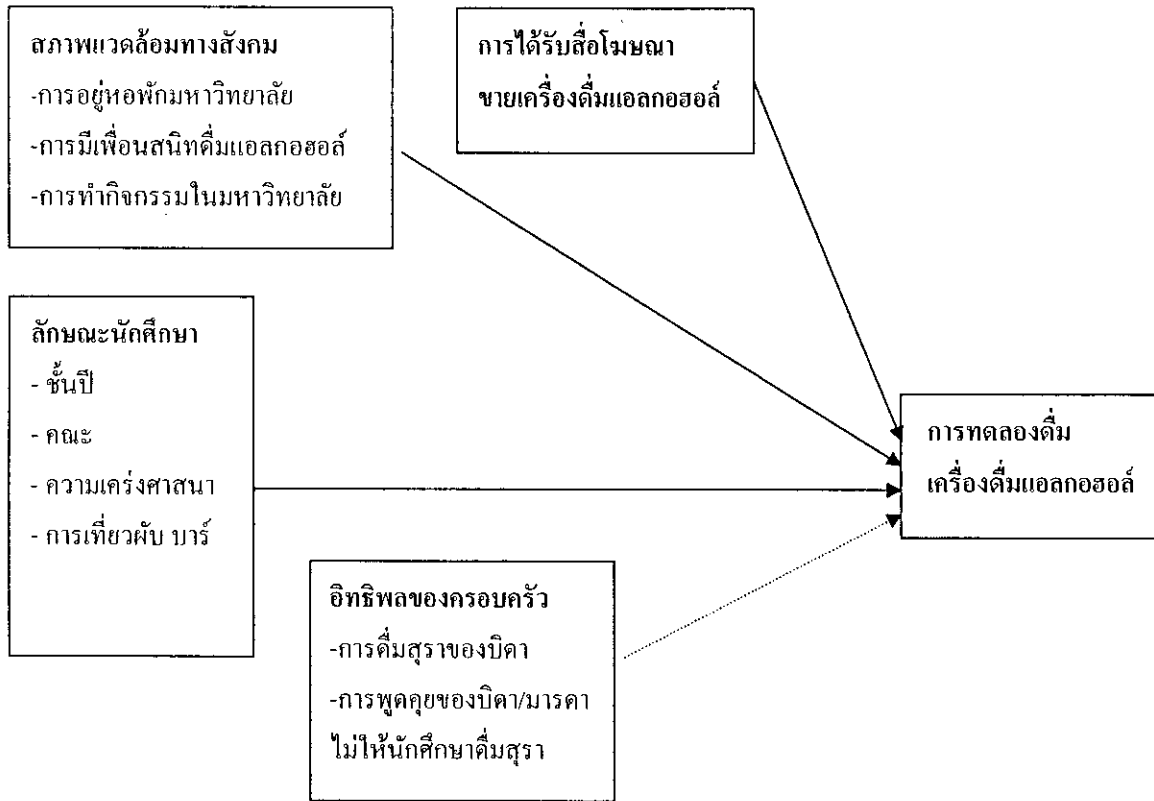 สภาพแวดล้อมทางสังคม
-การอยู่หอพักมหาวิทยาลัย
-การมีเพื่อนสนิทดื่มแอลกอฮอล์
-การทำกิจกรรมในมหาวิทยาลัย
การได้รับสื่อโฆษณา
ขายเครื่องดื่มแอลกอฮอล์
ลักษณะนักศึกษา
- ชั้นปี
- คณะ
- ความเคร่งศาสนา
- การเที่ยวผับ บาร์
การทดลองดื่ม
เครื่องดื่มแอลกอฮอล์
อิทธิพลของครอบครัว
-การดื่มสุราของบิดา
-การพูดคุยของบิดา/มารดา
ไม่ให้นักศึกษาดื่มสุรา